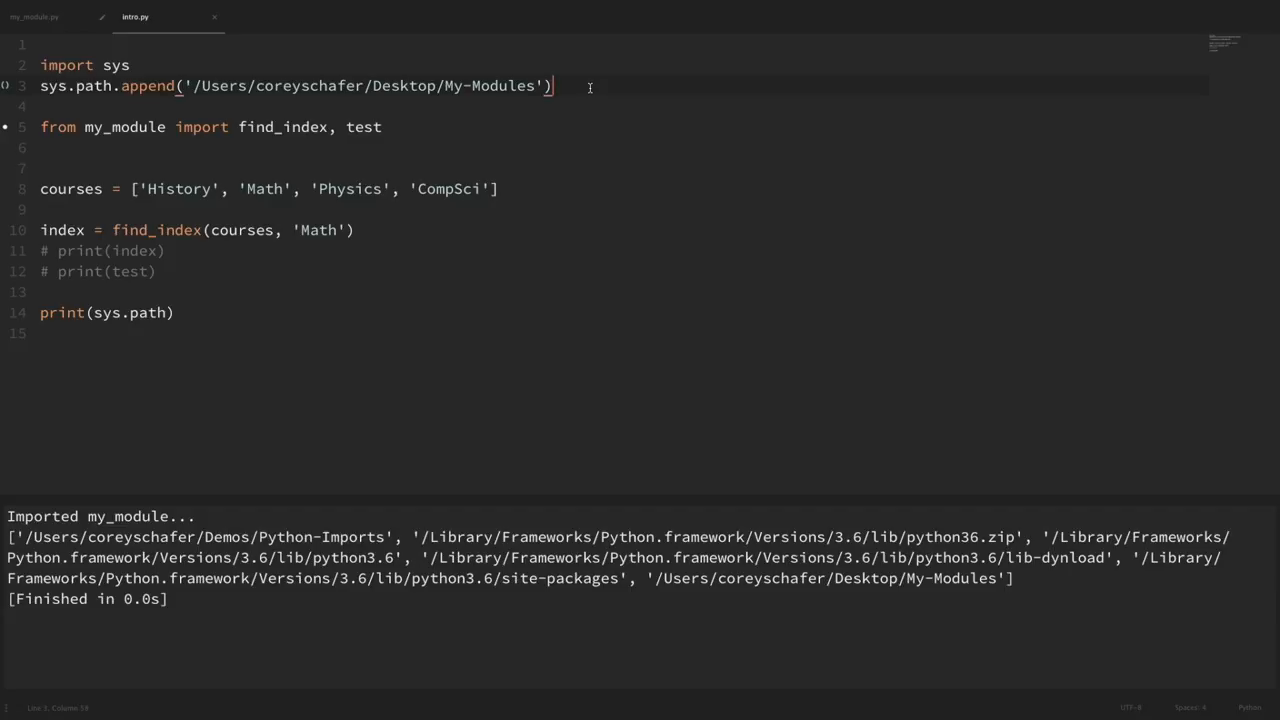 my_module.py
intro.py
1
2 import sys
3 sys.path.append('/Users/coreyschafer/Desktop/My-Modules')
4
5 from my_module import find_index, test
6
7
8 courses = ['History', 'Math', 'Physics', 'CompSci']
9
10 index = find_index(courses, 'Math')
11 # print(index)
12 # print(test)
13
14 print(sys.path)
15
Imported my_module...
['/Users/coreyschafer/Demos/Python-Imports', '/Library/Frameworks/Python.framework/Versions/3.6/lib/python36.zip', '/Library/Frameworks/
Python.framework/Versions/3.6/lib/python3.6', '/Library/Frameworks/Python.framework/Versions/3.6/lib/python3.6/lib-dynload', '/Library/
Frameworks/Python.framework/Versions/3.6/lib/python3.6/site-packages', '/Users/coreyschafer/Desktop/My-Modules']
[Finished in 0.0s]
Line 3, Column 58
UTF-8
Spaces: 4
Python